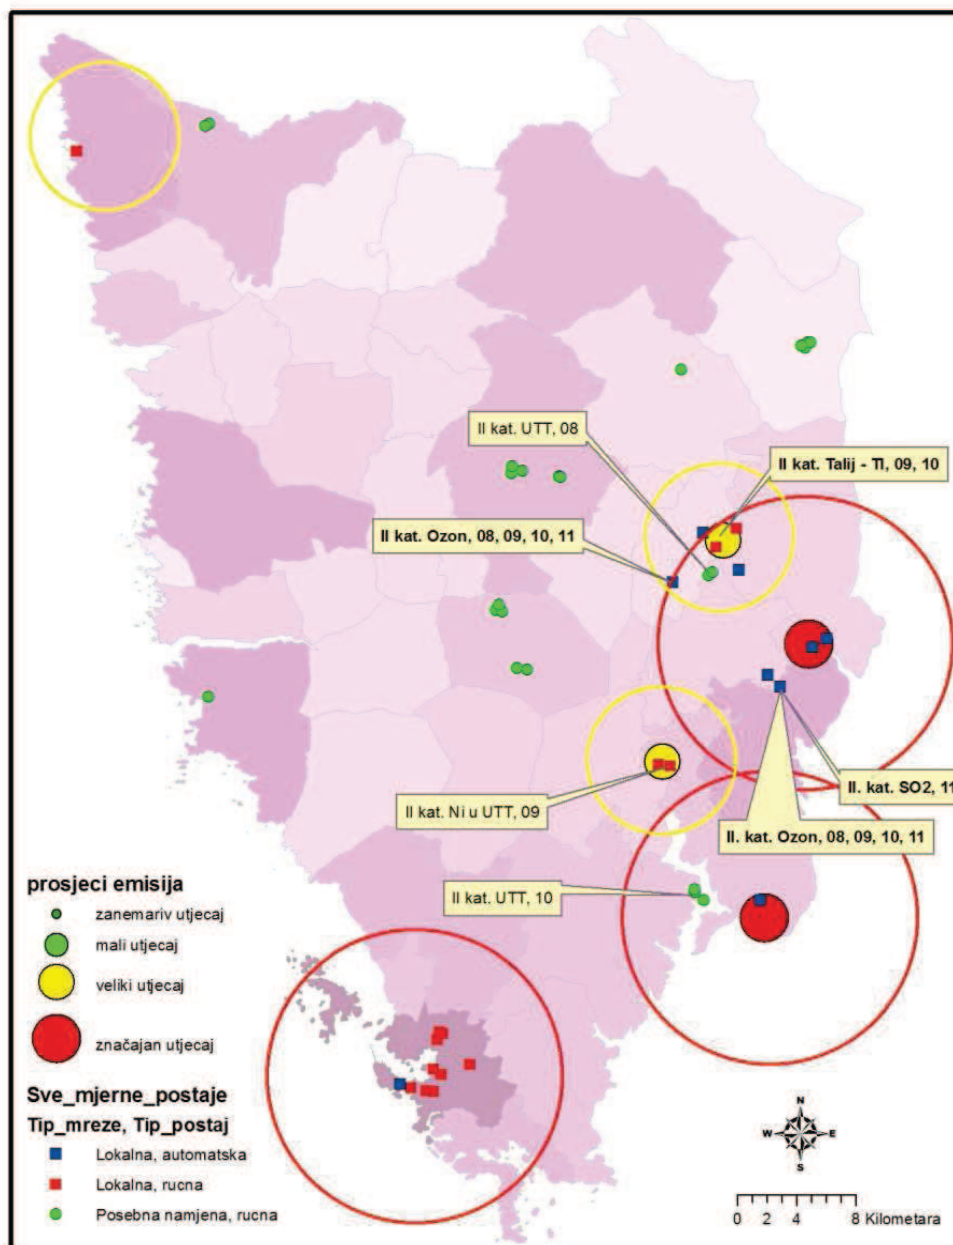 II kat. UTT, 08
II kat. Talij - Tl, 09, 10
II kat. Ozon, 08, 09, 10, 11
II. kat. SO2, 11
II kat. Ni u UTT, 09
II. kat. Ozon, 08, 09, 10, 11
II kat. UTT, 10
prosjeci emisija
zanemariv utjecaj
mali utjecaj
veliki utjecaj
značajan utjecaj
Sve_mjerne_postaje
Tip_mreze, Tip_postaj
Lokalna, automatska
Lokalna, rucna
Posebna namjena, rucna
N
W E
S
0 2 4 8 Kilometara